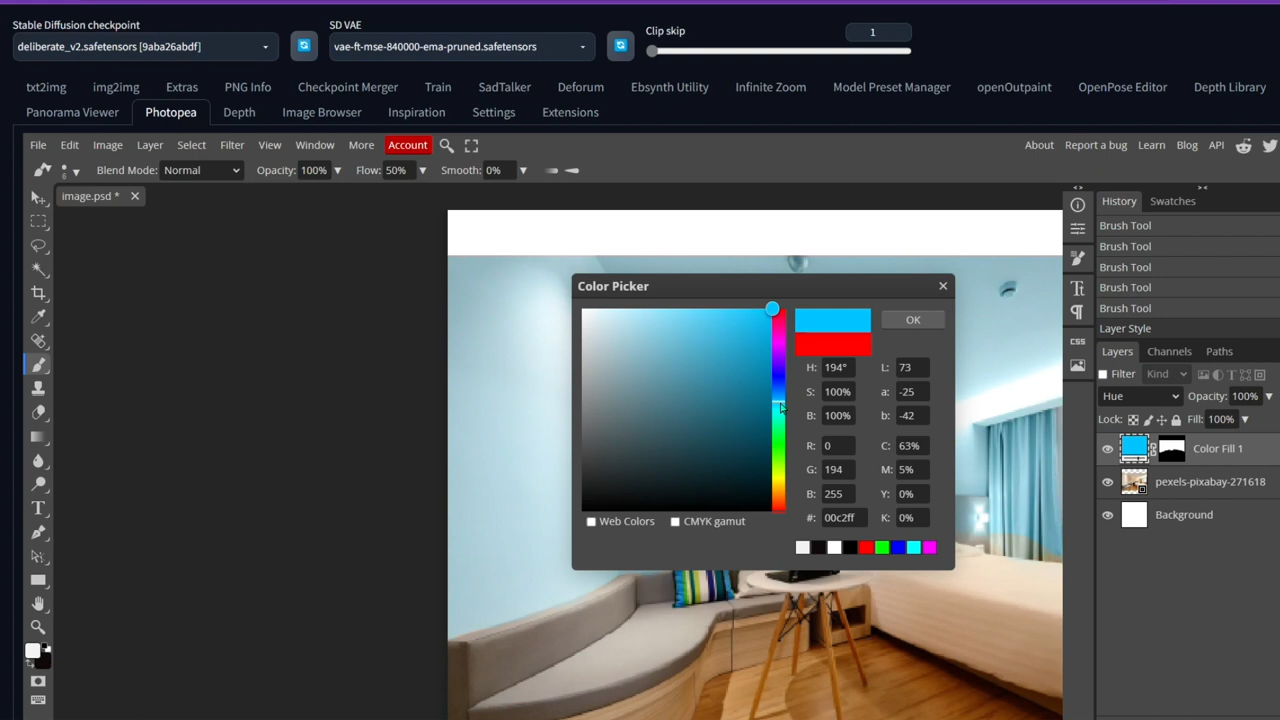 Stable Diffusion checkpoint
SD VAE
Clip skip
1
deliberate_v2.safetensors [9aba26abdf]
vae-ft-mse-840000-ema-pruned.safetensors
txt2img img2img Extras PNG Info Checkpoint Merger Train SadTalker Deforum Ebsynth Utility Infinite Zoom Model Preset Manager openOutpaint OpenPose Editor Depth Library
Panorama Viewer Photopea Depth Image Browser Inspiration Settings Extensions
File Edit Image Layer Select Filter View Window More Account About Report a bug Learn Blog API
6 Blend Mode: Normal Opacity: 100% Flow: 50% Smooth: 0%
image.psd *
History Swatches
Brush Tool
Brush Tool
Brush Tool
Brush Tool
Brush Tool
Layer Style
Color Picker
OK
H: 194° L: 73
S: 100% a: -25
B: 100% b: -42
R: 0 C: 63%
G: 194 M: 5%
B: 255 Y: 0%
#: 00c2ff K: 0%
Web Colors CMYK gamut
CSS
Layers Channels Paths
Filter Kind
Hue Opacity: 100%
Lock: Fill: 100%
Color Fill 1
pexels-pixabay-271618
Background